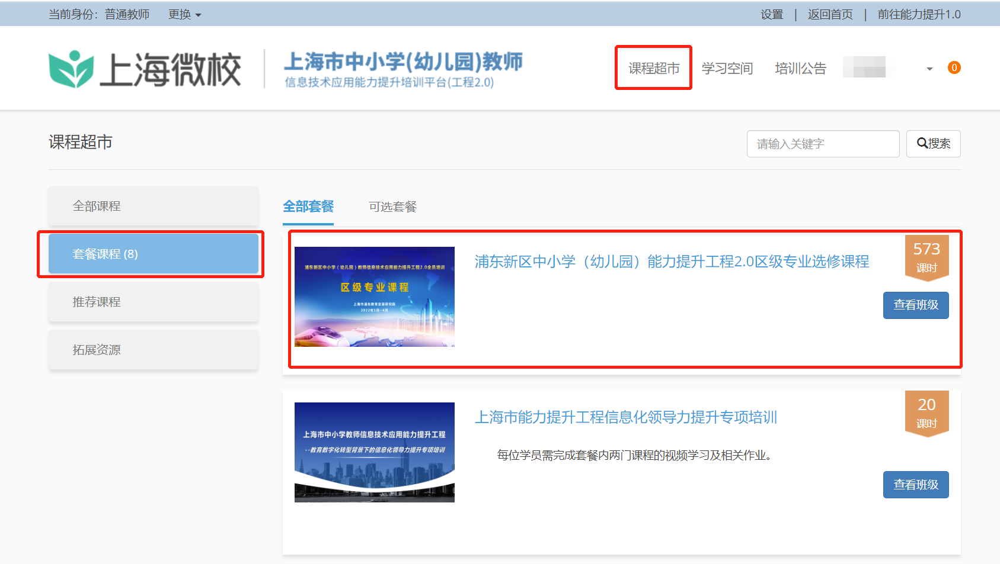 当前身份：普通教师 更换
设置 | 返回首页 | 前往能力提升1.0
上海微校
上海市中小学(幼儿园)教师
信息技术应用能力提升培训平台(工程2.0)
课程超市 学习空间 培训公告 0
课程超市
请输入关键字 搜索
全部课程
套餐课程 (8)
推荐课程
拓展资源
全部套餐 可选套餐
浦东新区中小学（幼儿园）教师信息技术应用能力提升工程2.0全员培训
区级专业课程
上海市浦东教育发展研究院
2022年1月-4月
浦东新区中小学（幼儿园）能力提升工程2.0区级专业选修课程
573
课时
查看班级
上海市中小学教师信息技术应用能力提升工程
--教育数字化转型背景下的信息化领导力提升专项培训
上海市能力提升工程信息化领导力提升专项培训
每位学员需完成套餐内两门课程的视频学习及相关作业。
20
课时
查看班级